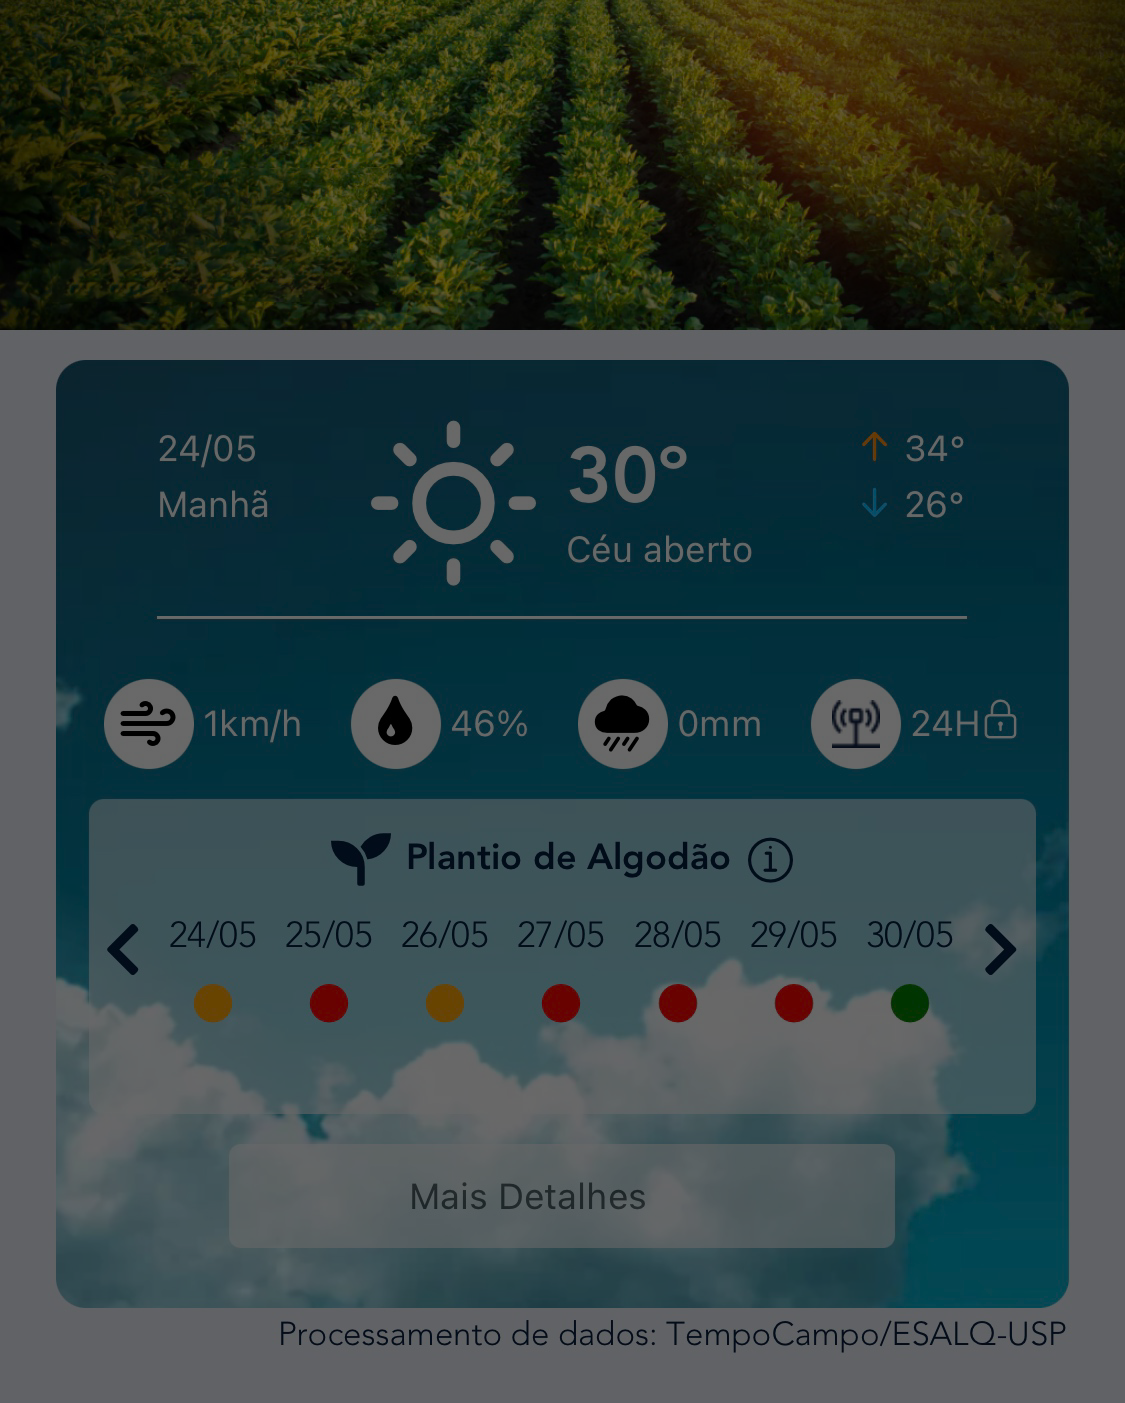 24/05
Manhã
30°
Céu aberto
34°
26°
1km/h
46%
0mm
24H
Plantio de Algodão
24/05 25/05 26/05 27/05 28/05 29/05 30/05
Mais Detalhes
Processamento de dados: TempoCampo/ESALQ-USP